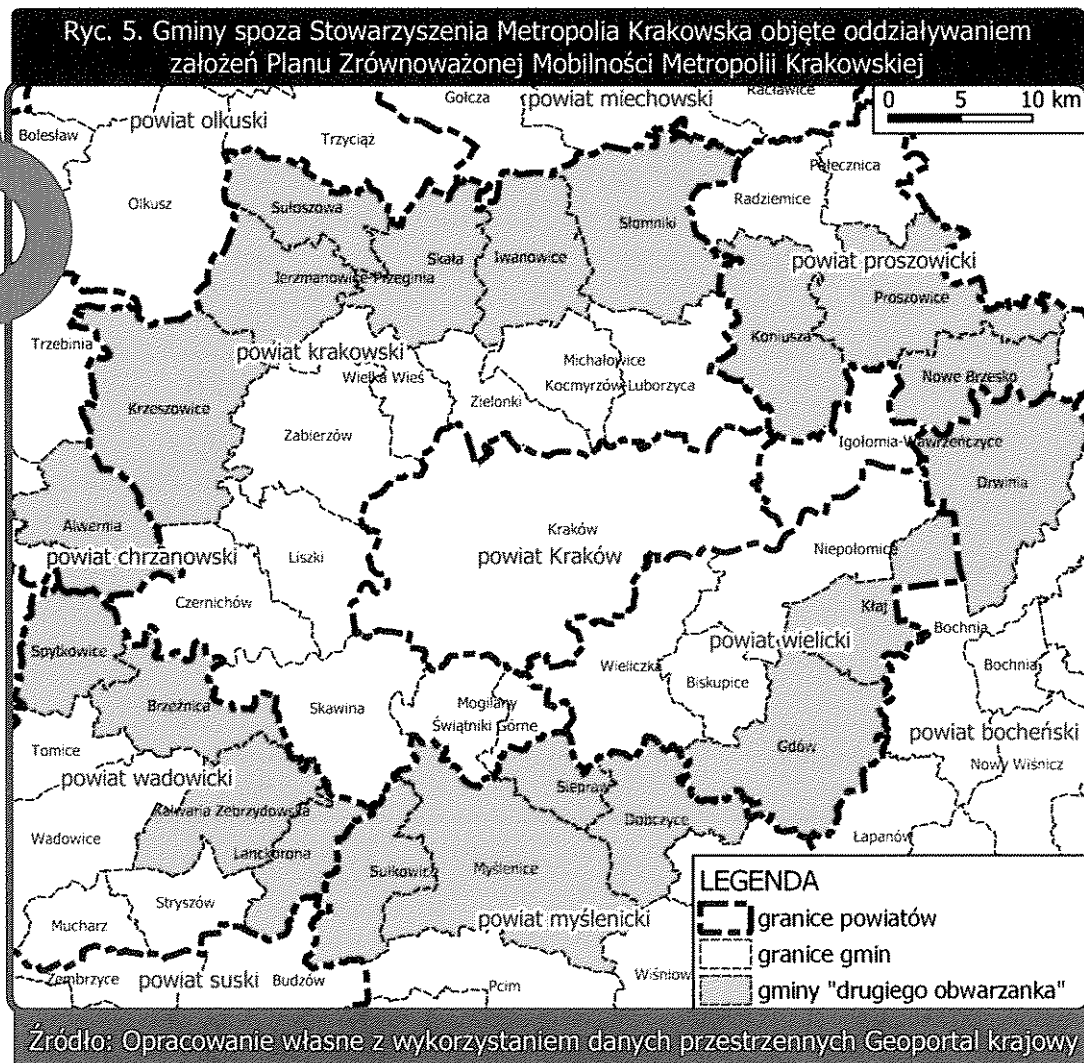 Ryc. 5. Gminy spoza Stowarzyszenia Metropolia Krakowska objęte oddziaływaniem
założeń Planu Zrównoważonej Mobilności Metropolii Krakowskiej
Gołcza
powiat miechowski
Racławice
0 5 10 km
Bolesław
powiat olkuski
Trzyciąż
Pałecznica
Olkusz
Radziemice
Sułoszowa
Słomniki
Skała
Iwanowice
Jerzmanowice-Przeginia
powiat proszowicki
Proszowice
Trzebinia
powiat krakowski
Michałowice
Koniusza
Wielka Wieś
Nowe Brzesko
Kocmyrzów-Luborzyca
Krzeszowice
Zielonki
Zabierzów
Igołomia-Wawrzeńczyce
Drwinia
Alwernia
Kraków
powiat chrzanowski
Liszki
powiat Kraków
Niepołomice
Czernichów
Kłaj
Bochnia
Spytkowice
powiat wielicki
Wieliczka
Bochnia
Biskupice
Brzeźnica
Skawina
Mogilany
Świątniki Górne
powiat bocheński
Tomice
Gdów
Nowy Wiśnicz
powiat wadowicki
Siepraw
Kalwaria Zebrzydowska
Dobczyce
Wadowice
Łapanów
Lanckorona
Sułkowice
Myślenice
LEGENDA
Stryszów
Mucharz
powiat myślenicki
granice powiatów
granice gmin
Zembrzyce
powiat suski
Budzów
Wiśniow
Pcim
gminy "drugiego obwarzanka"
Źródło: Opracowanie własne z wykorzystaniem danych przestrzennych Geoportal krajowy